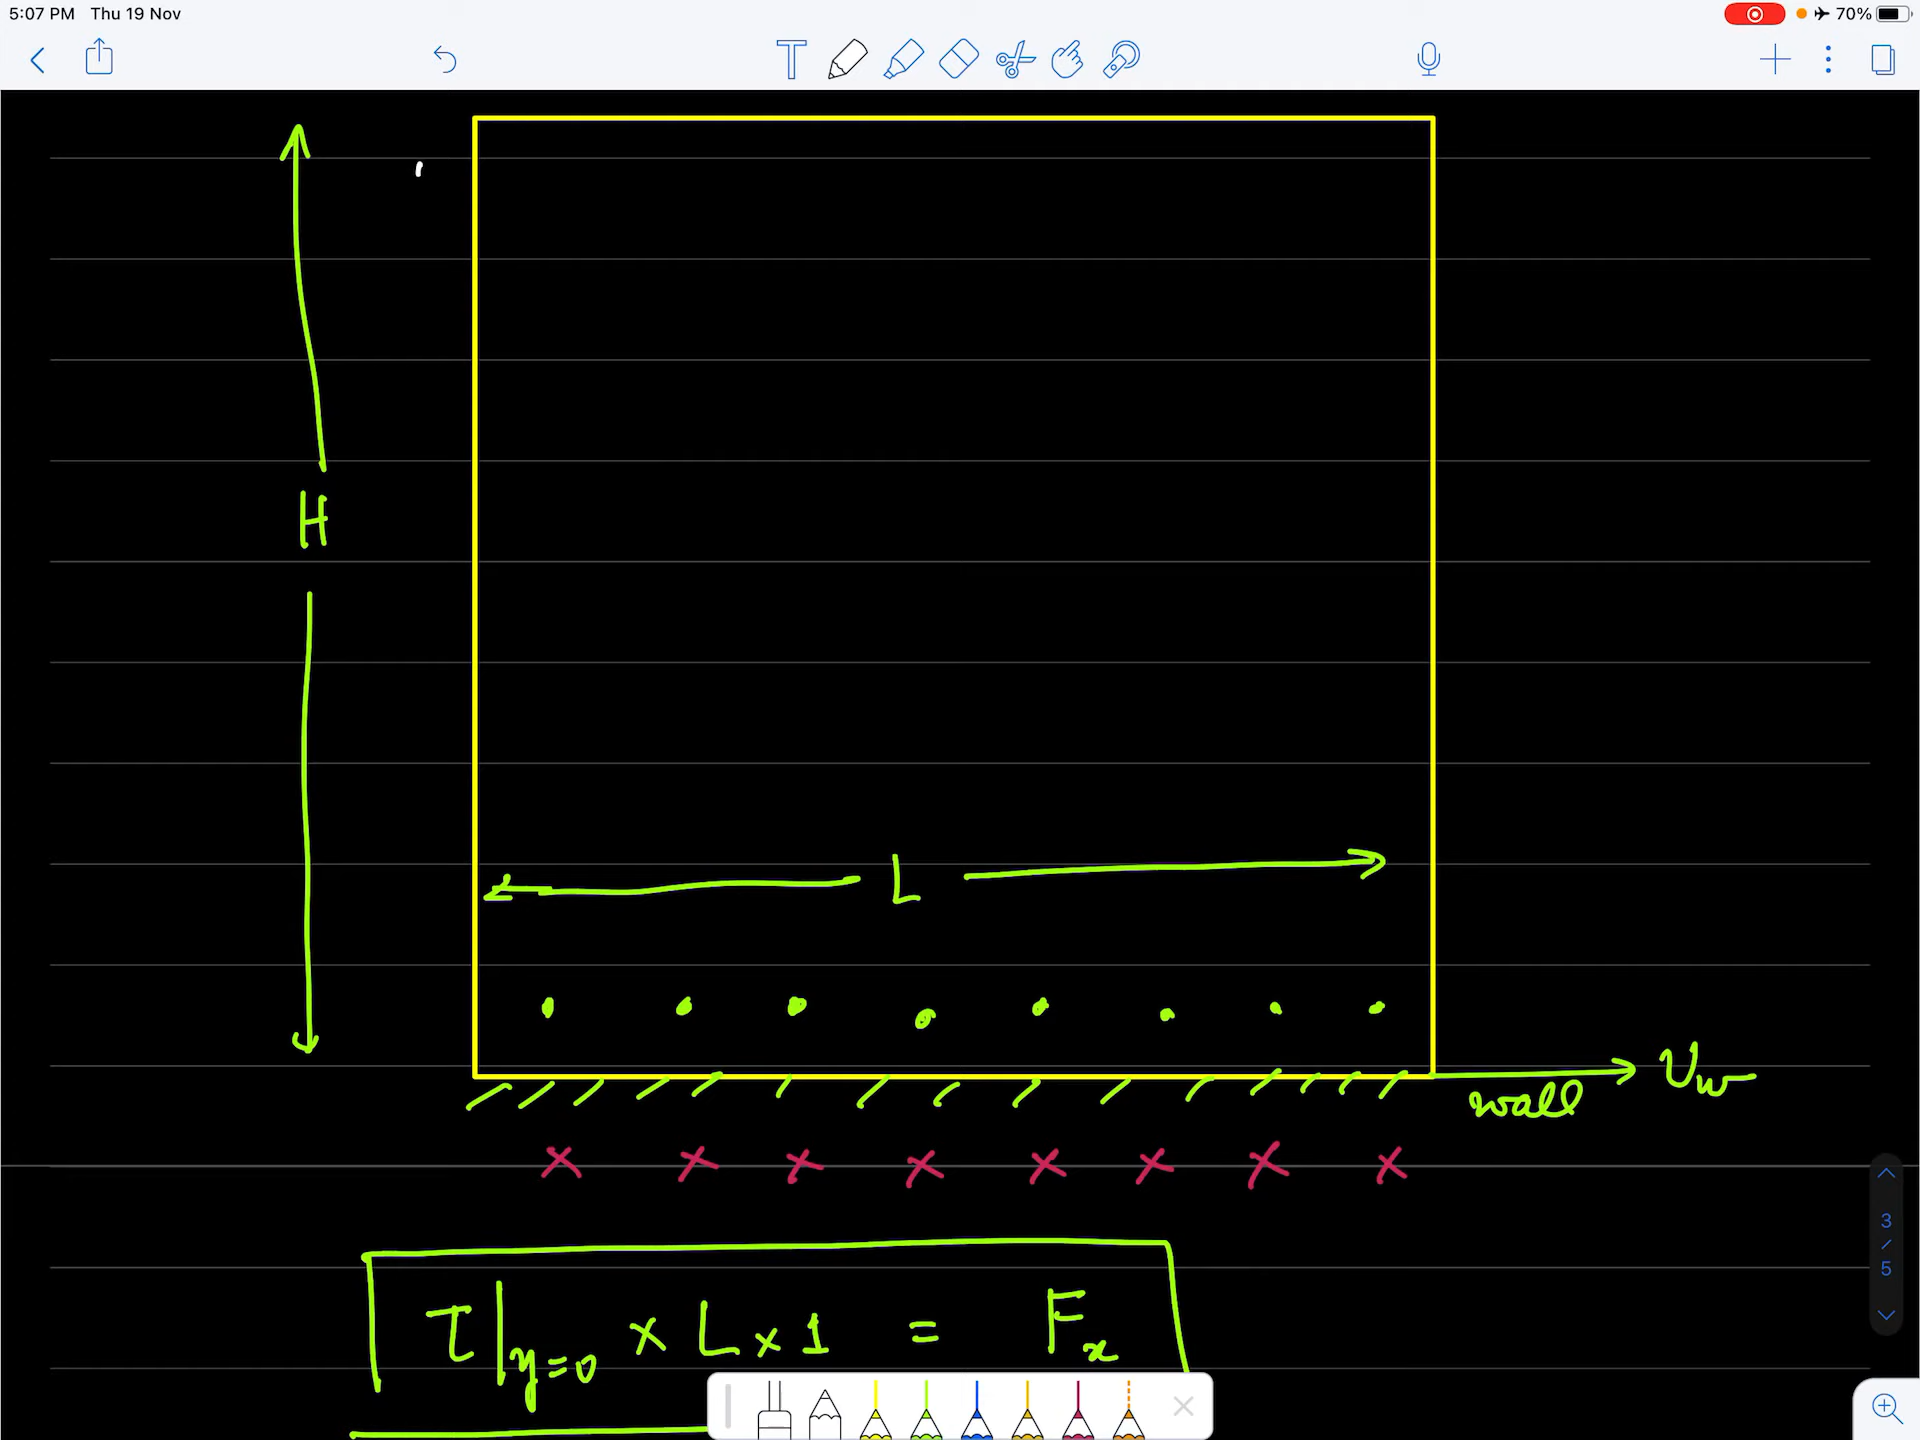 5:07 PM Thu 19 Nov 70%
T
H
L
wall Uw
× × × × × × × ×
3
/
5
τ|y=0 × L × 1 = Fx